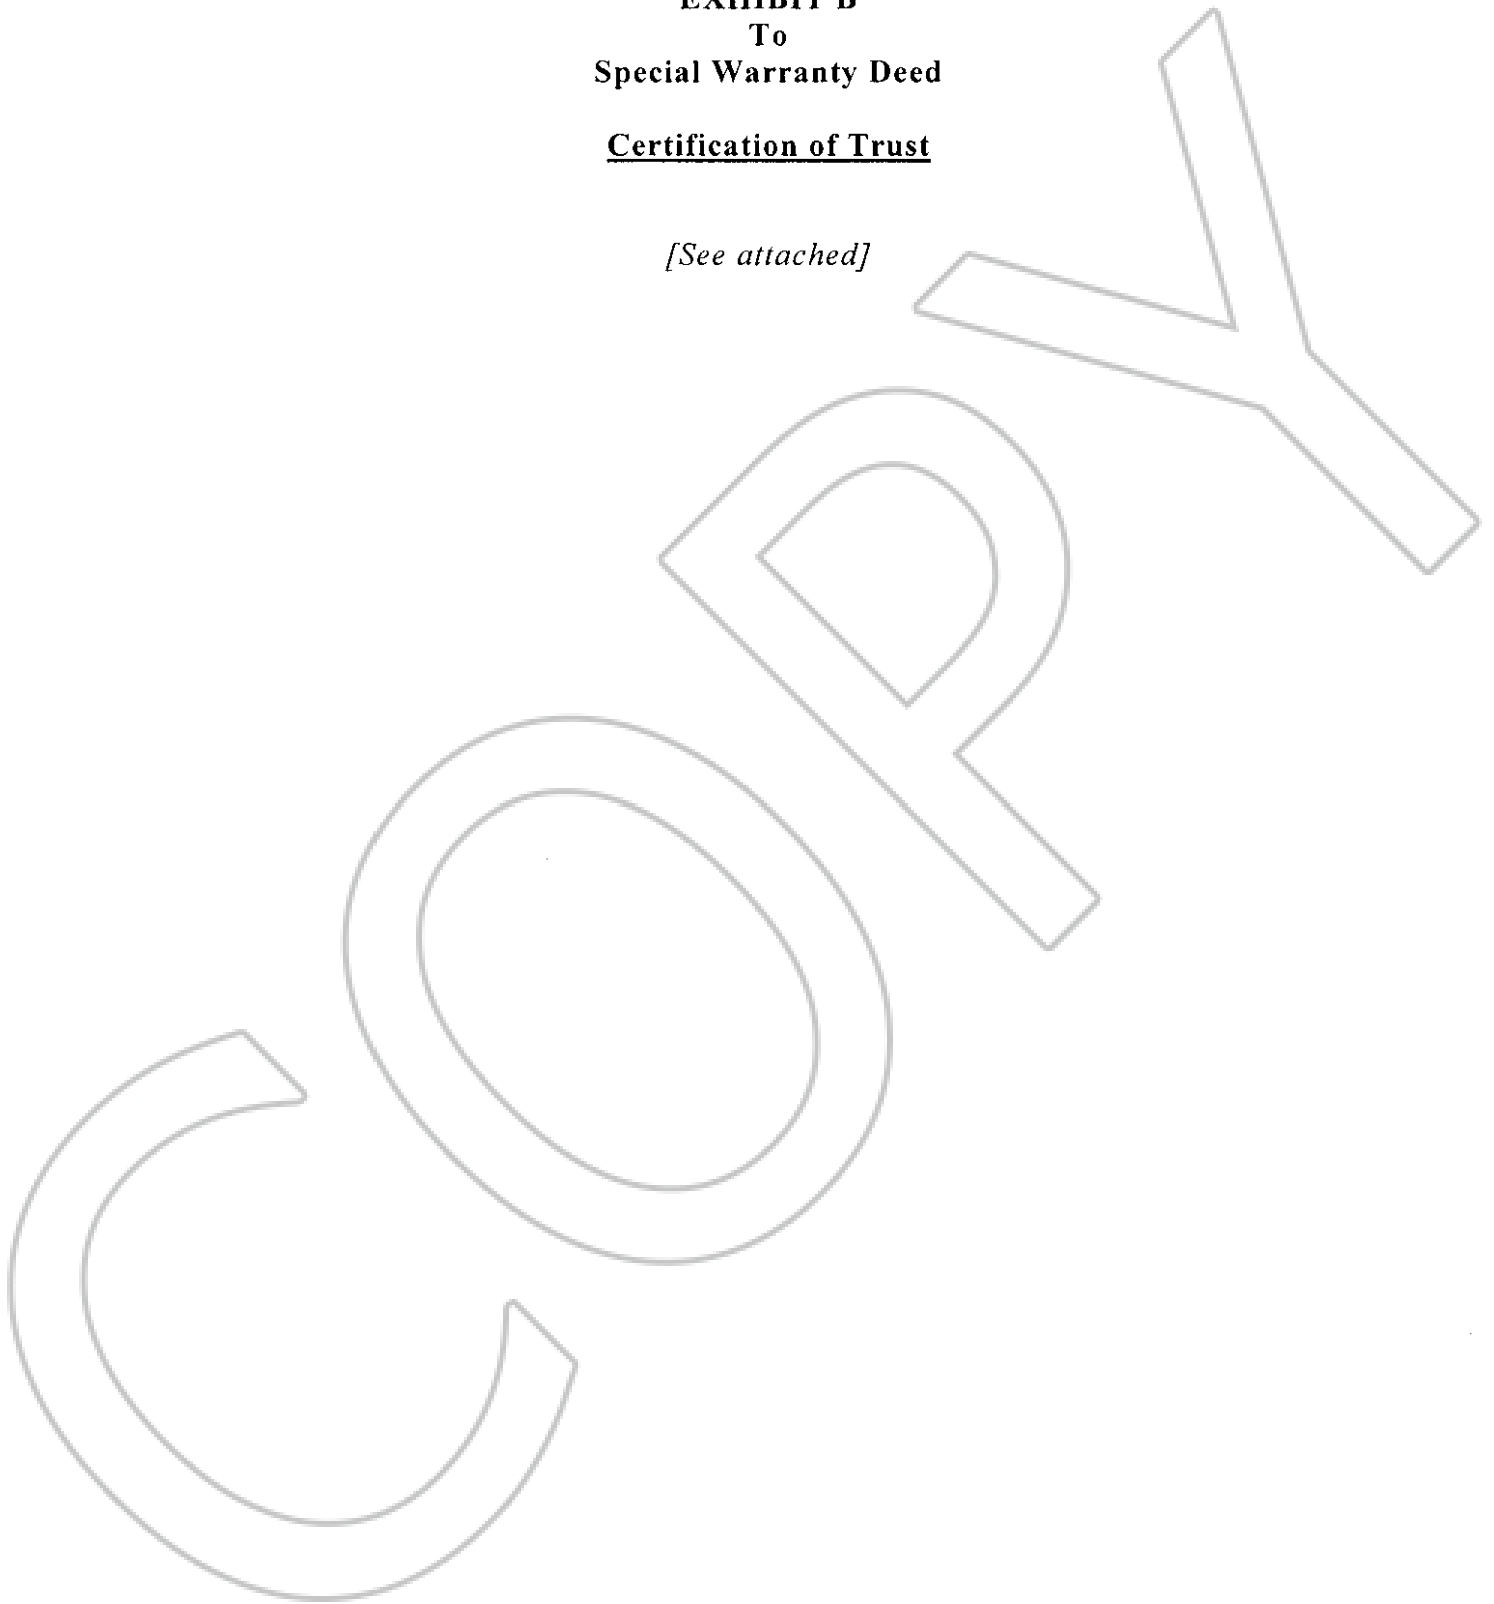 EXHIBIT B
To
Special Warranty Deed
Certification of Trust
[See attached]
COPY